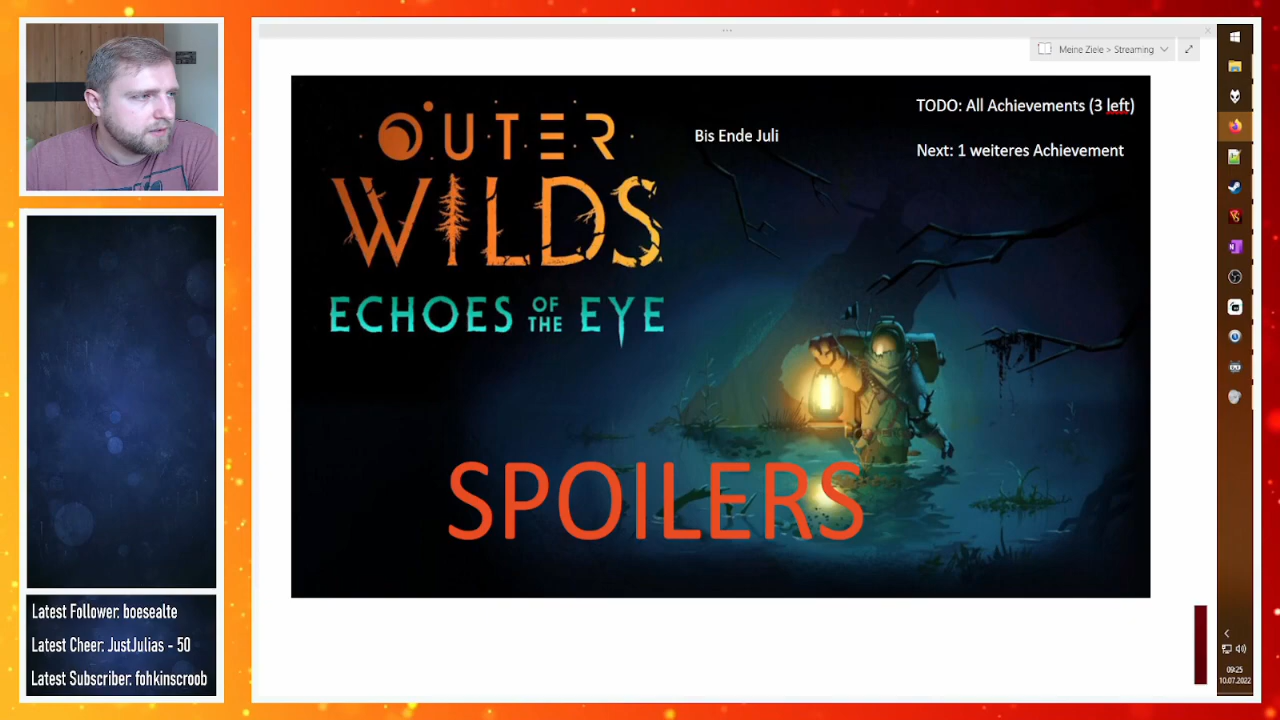 Meine Ziele > Streaming
OUTER
WILDS
ECHOES OF THE EYE
Bis Ende Juli
TODO: All Achievements (3 left)
Next: 1 weiteres Achievement
SPOILERS
Latest Follower: boesealte
Latest Cheer: JustJulias - 50
Latest Subscriber: fohkinscroob
09:25
10.07.2022